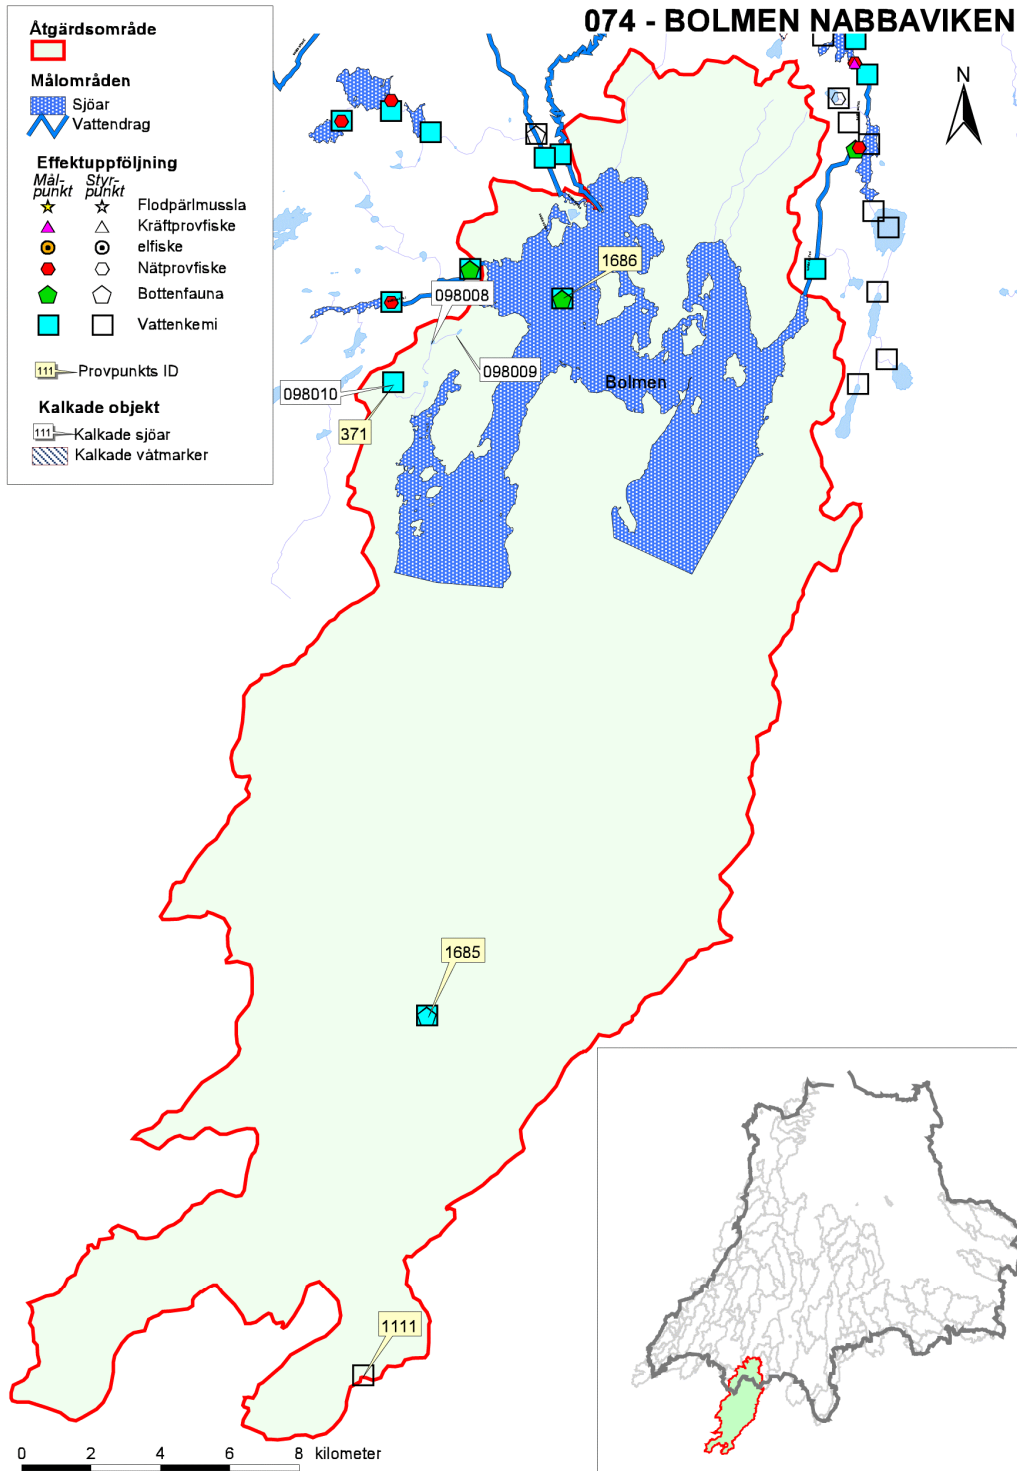 074 - BOLMEN NABBAVIKEN
Åtgärdsområde
Målområden
Sjöar
Vattendrag
Effektuppföljning
Mål-
punkt
Styr-
punkt
Flodpärlmussla
Kräftprovfiske
elfiske
Nätprovfiske
Bottenfauna
Vattenkemi
111
Provpunkts ID
Kalkade objekt
111
Kalkade sjöar
Kalkade våtmarker
N
1686
098008
098009
Bolmen
098010
371
1685
1111
0 2 4 6 8 kilometer